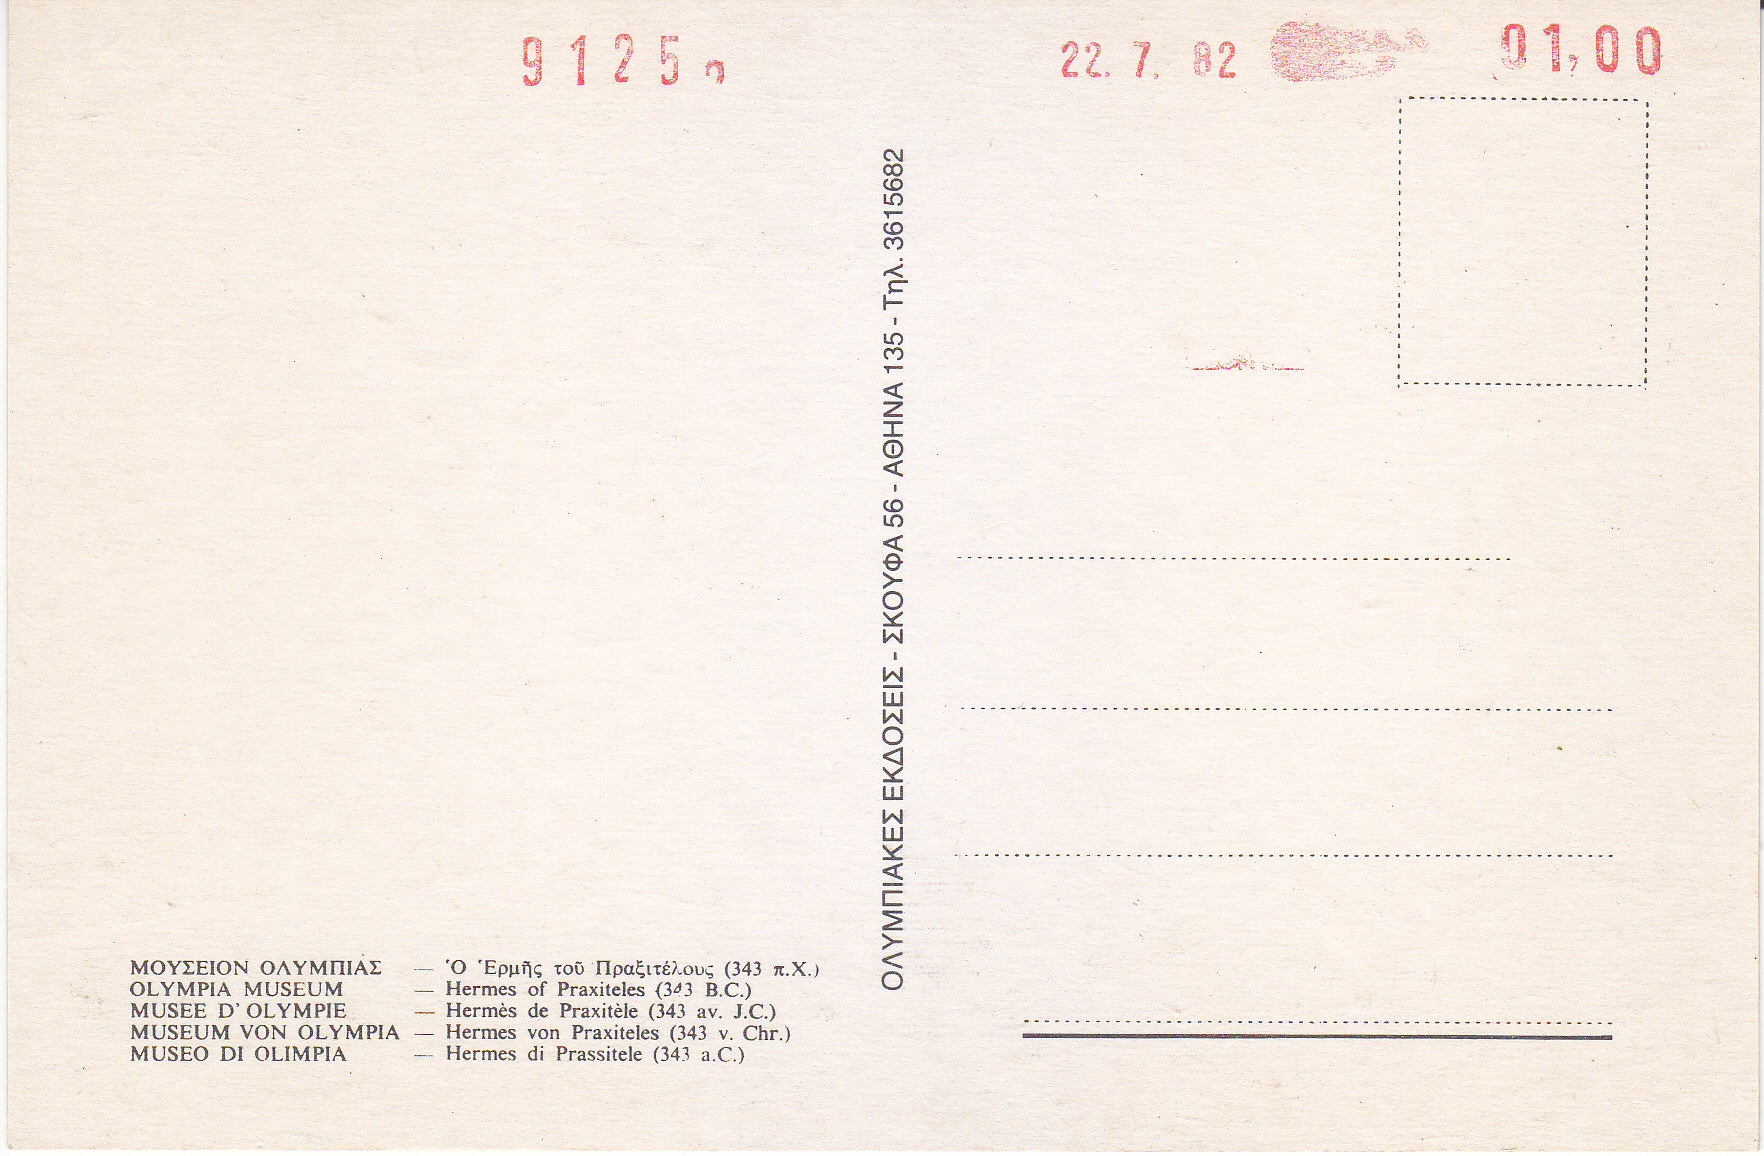 9125
22. 7. 82
01,00
ΟΛΥΜΠΙΑΚΕΣ ΕΚΔΟΣΕΙΣ - ΣΚΟΥΦΑ 56 - ΑΘΗΝΑ 135 - Τηλ. 3615682
ΜΟΥΣΕΙΟΝ ΟΛΥΜΠΙΑΣ — Ὁ Ἑρμῆς τοῦ Πραξιτέλους (343 π.Χ.)
OLYMPIA MUSEUM — Hermes of Praxiteles (343 B.C.)
MUSEE D' OLYMPIE — Hermès de Praxitèle (343 av. J.C.)
MUSEUM VON OLYMPIA — Hermes von Praxiteles (343 v. Chr.)
MUSEO DI OLIMPIA — Hermes di Prassitele (343 a.C.)